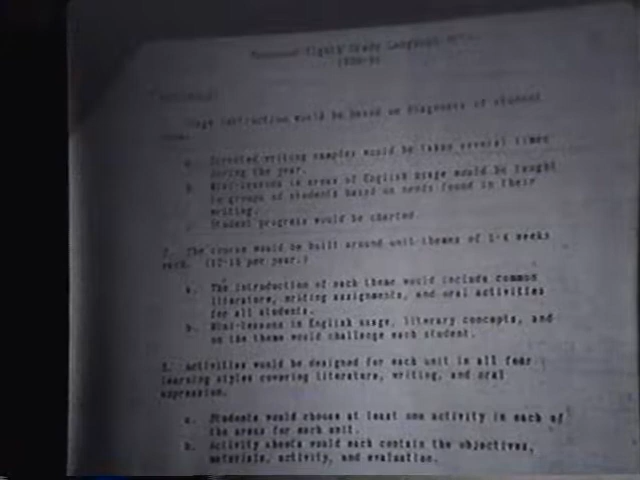 Eighth Grade Language
Usage instruction would be based on diagnosis of student
a. Directed writing samples would be taken several times
during the year.
b. Mini-lessons in areas of English usage would be taught
to groups of students based on needs found in their
writing.
Student progress would be charted.
2. The course would be built around unit themes of 2-4 weeks
each. per year.)
a. The introduction of each theme would include common
literature, writing assignments, and oral activities
for all students.
b. Mini-lessons in English usage, literary concepts, and
on the theme would challenge each student.
3. Activities would be designed for each unit in all four
learning styles covering literature, writing, and oral
expression.
a. Students would choose at least one activity in each of
the areas for each unit.
b. Activity sheets would each contain the objectives,
materials, activity, and evaluation.